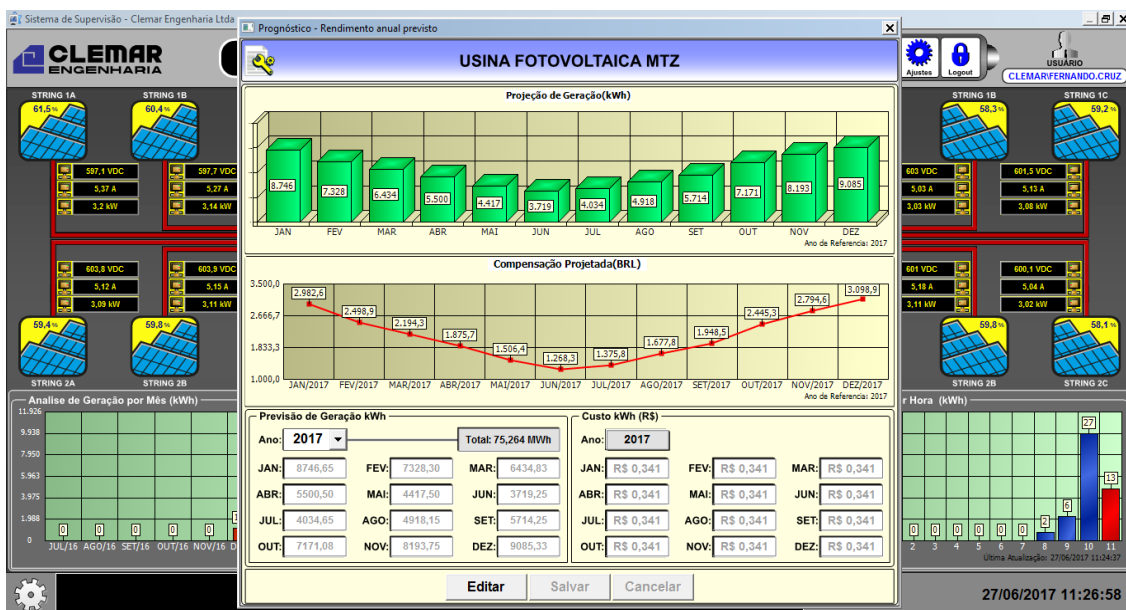 Sistema de Supervisão - Clemar Engenharia Ltda
Prognóstico - Rendimento anual previsto
CLEMAR
ENGENHARIA
USINA FOTOVOLTAICA MTZ
Ajustes
Logout
USUÁRIO
CLEMAR\FERNANDO.CRUZ
STRING 1A
STRING 1B
61,5%
60,4%
597,1 VDC
597,7 VDC
5,37 A
5,27 A
3,2 kW
3,14 kW
603,8 VDC
603,9 VDC
5,12 A
5,15 A
3,09 kW
3,11 kW
59,4%
59,8%
STRING 2A
STRING 2B
Projeção de Geração(kWh)
8.746
7.328
6.434
5.500
4.417
3.719
4.034
4.918
5.714
7.171
8.193
9.085
JAN FEV MAR ABR MAI JUN JUL AGO SET OUT NOV DEZ
Ano de Referencia: 2017
Compensação Projetada(BRL)
3.500,0
2.666,7
1.833,3
1.000,0
2.982,6
2.498,9
2.194,3
1.875,7
1.506,4
1.268,3
1.375,8
1.677,8
1.948,5
2.445,3
2.794,6
3.098,9
JAN/2017 FEV/2017 MAR/2017 ABR/2017 MAI/2017 JUN/2017 JUL/2017 AGO/2017 SET/2017 OUT/2017 NOV/2017 DEZ/2017
Ano de Referencia: 2017
STRING 1B
STRING 1C
58,3%
59,2%
603 VDC
601,5 VDC
5,03 A
5,13 A
3,03 kW
3,08 kW
601 VDC
600,1 VDC
5,18 A
5,04 A
3,11 kW
3,02 kW
59,8%
58,1%
STRING 2B
STRING 2C
Analise de Geração por Mês (kWh)
11.926
9.938
7.950
5.963
3.975
1.988
0
0 0 0 0 0
JUL/16 AGO/16 SET/16 OUT/16 NOV/16
Previsão de Geração kWh
Ano: 2017 Total: 75,264 MWh
JAN: 8746,65 FEV: 7328,30 MAR: 6434,83
ABR: 5500,50 MAI: 4417,50 JUN: 3719,25
JUL: 4034,65 AGO: 4918,15 SET: 5714,25
OUT: 7171,08 NOV: 8193,75 DEZ: 9085,33
Custo kWh (R$)
Ano: 2017
JAN: R$ 0,341 FEV: R$ 0,341 MAR: R$ 0,341
ABR: R$ 0,341 MAI: R$ 0,341 JUN: R$ 0,341
JUL: R$ 0,341 AGO: R$ 0,341 SET: R$ 0,341
OUT: R$ 0,341 NOV: R$ 0,341 DEZ: R$ 0,341
Editar Salvar Cancelar
Hora (kWh)
0 0 0 0 0 0 2 6 27 13
2 3 4 5 6 7 8 9 10 11
Última Atualização: 27/06/2017 11:24:37
27/06/2017 11:26:58